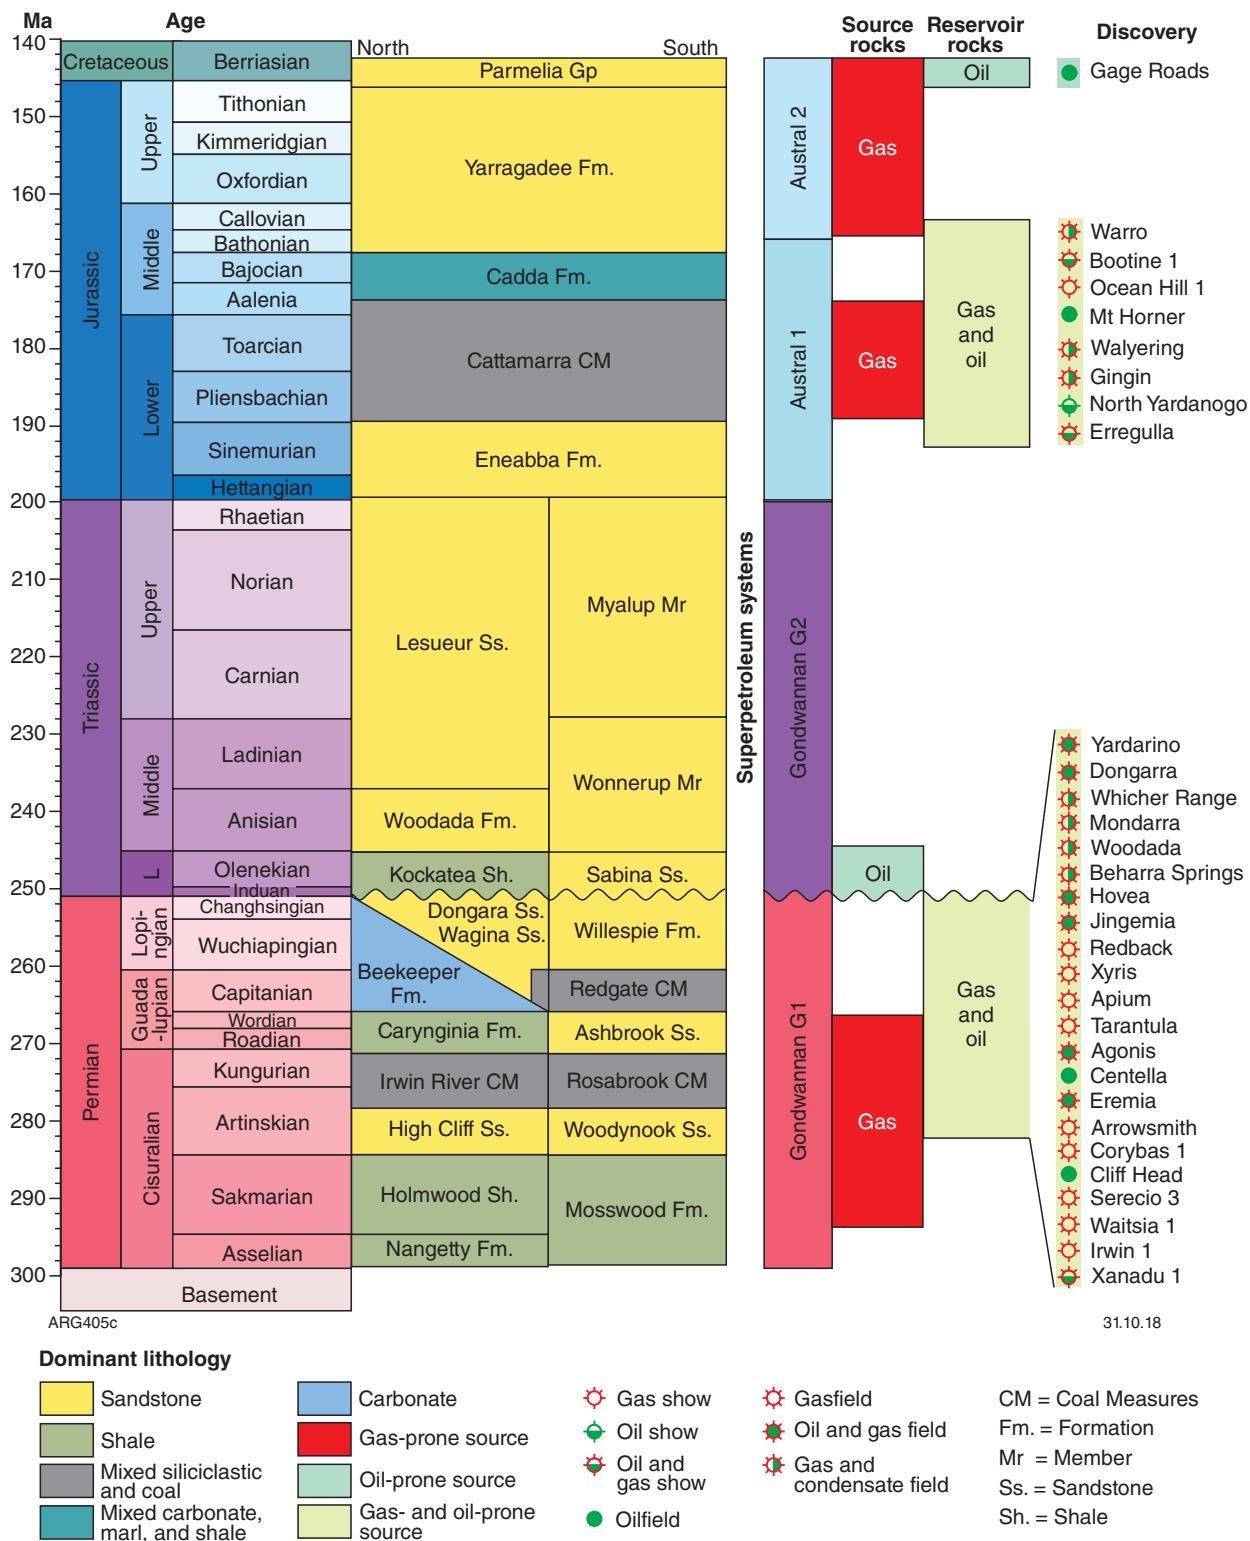 Ma
Age
Source rocks
Reservoir rocks
Discovery
140
150
160
170
180
190
200
210
220
230
240
250
260
270
280
290
300
Cretaceous
Jurassic
Triassic
Permian
Upper
Middle
Lower
Upper
Middle
L
Lopi-
ngian
Guada
-lupian
Cisuralian
Berriasian
Tithonian
Kimmeridgian
Oxfordian
Callovian
Bathonian
Bajocian
Aalenia
Toarcian
Pliensbachian
Sinemurian
Hettangian
Rhaetian
Norian
Carnian
Ladinian
Anisian
Olenekian
Induan
Changhsingian
Wuchiapingian
Capitanian
Wordian
Roadian
Kungurian
Artinskian
Sakmarian
Asselian
Basement
North
South
Parmelia Gp
Yarragadee Fm.
Cadda Fm.
Cattamarra CM
Eneabba Fm.
Lesueur Ss.
Myalup Mr
Wonnerup Mr
Woodada Fm.
Kockatea Sh.
Sabina Ss.
Dongara Ss.
Wagina Ss.
Willespie Fm.
Beekeeper
Fm.
Redgate CM
Carynginia Fm.
Ashbrook Ss.
Irwin River CM
Rosabrook CM
High Cliff Ss.
Woodynook Ss.
Holmwood Sh.
Mosswood Fm.
Nangetty Fm.
Superpetroleum systems
Austral 2
Austral 1
Gondwannan G2
Gondwannan G1
Gas
Gas
Oil
Gas
Oil
Gas
and
oil
Gas
and
oil
Gage Roads
Warro
Bootine 1
Ocean Hill 1
Mt Horner
Walyering
Gingin
North Yardanogo
Erregulla
Yardarino
Dongarra
Whicher Range
Mondarra
Woodada
Beharra Springs
Hovea
Jingemia
Redback
Xyris
Apium
Tarantula
Agonis
Centella
Eremia
Arrowsmith
Corybas 1
Cliff Head
Serecio 3
Waitsia 1
Irwin 1
Xanadu 1
ARG405c
31.10.18
Dominant lithology
Sandstone
Shale
Mixed siliciclastic
and coal
Mixed carbonate,
marl, and shale
Carbonate
Gas-prone source
Oil-prone source
Gas- and oil-prone
source
Gas show
Oil show
Oil and
gas show
Oilfield
Gasfield
Oil and gas field
Gas and
condensate field
CM = Coal Measures
Fm. = Formation
Mr = Member
Ss. = Sandstone
Sh. = Shale